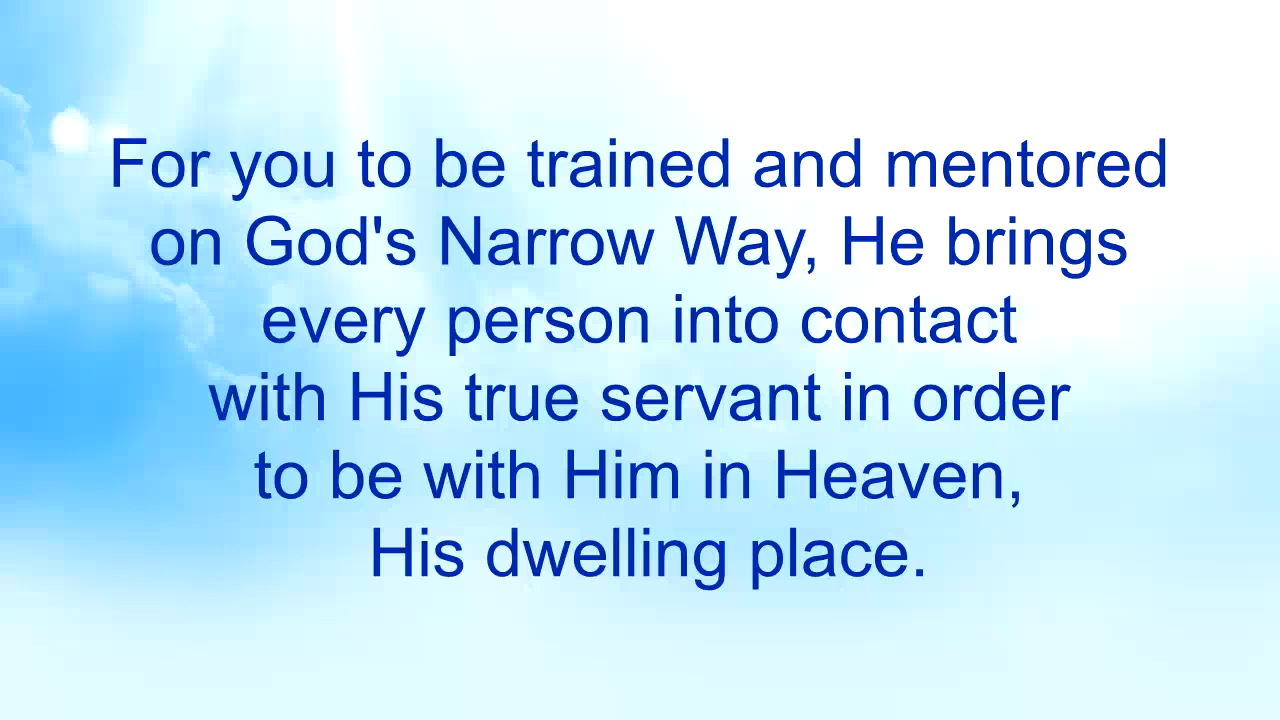 For you to be trained and mentored
on God's Narrow Way, He brings
every person into contact
with His true servant in order
to be with Him in Heaven,
His dwelling place.